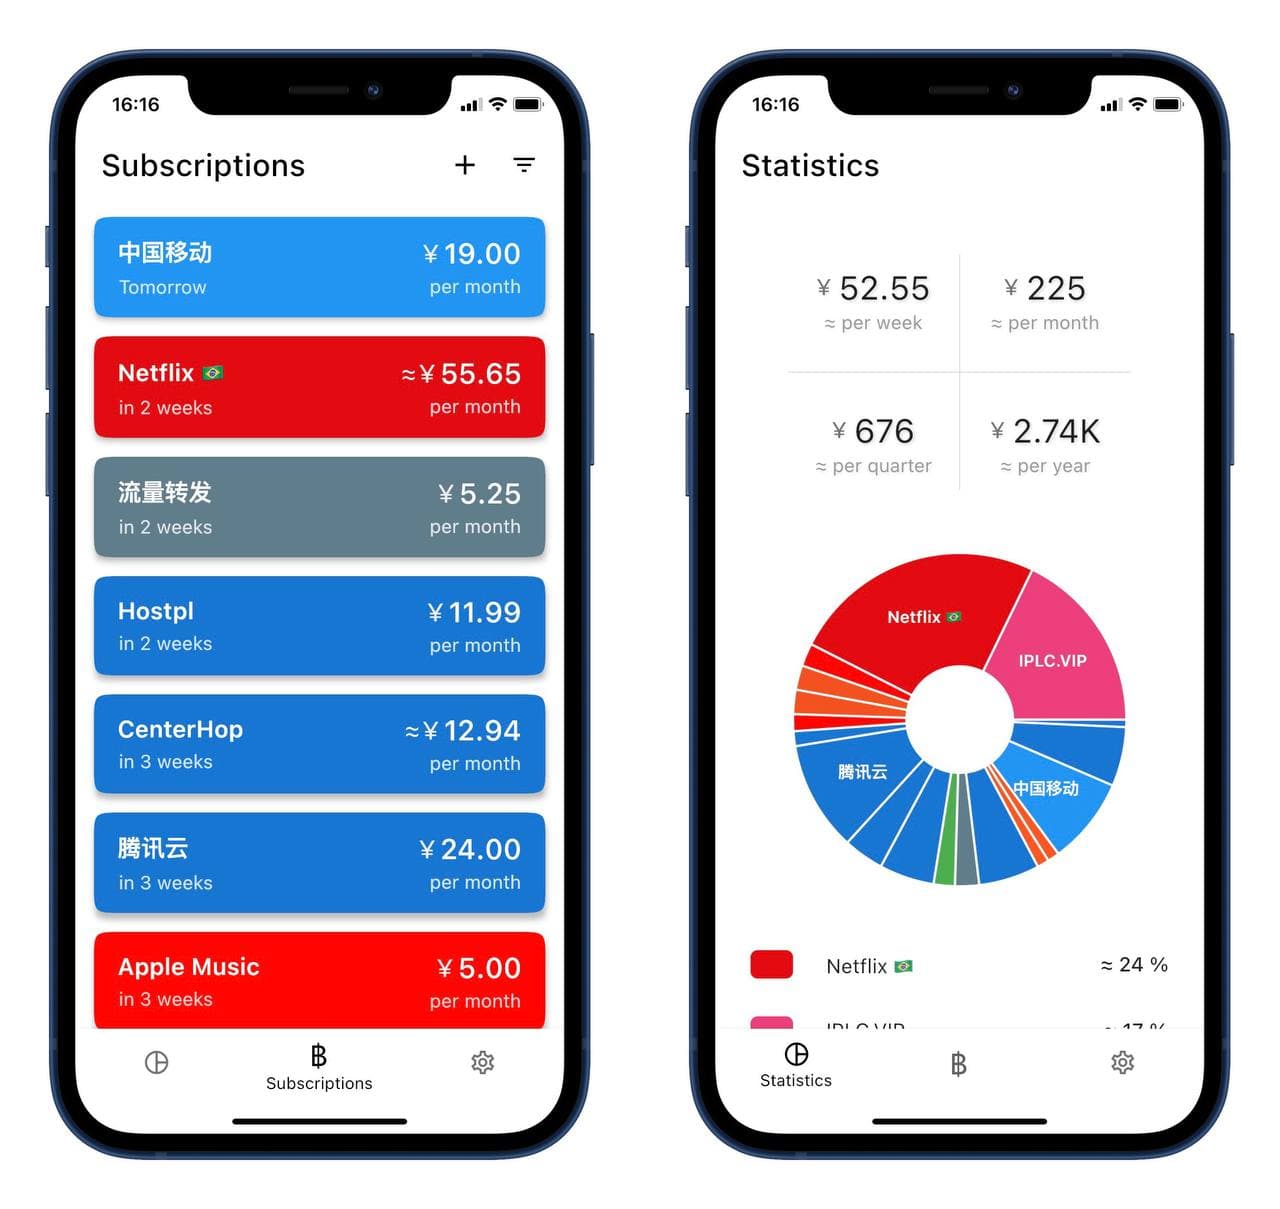 16:16
Subscriptions
中国移动
¥ 19.00
Tomorrow
per month
Netflix 🇧🇷
≈¥ 55.65
in 2 weeks
per month
流量转发
¥ 5.25
in 2 weeks
per month
Hostpl
¥ 11.99
in 2 weeks
per month
CenterHop
≈¥ 12.94
in 3 weeks
per month
腾讯云
¥ 24.00
in 3 weeks
per month
Apple Music
¥ 5.00
in 3 weeks
per month
Subscriptions
16:16
Statistics
¥ 52.55
≈ per week
¥ 225
≈ per month
¥ 676
≈ per quarter
¥ 2.74K
≈ per year
Netflix 🇧🇷
IPLC.VIP
腾讯云
中国移动
Netflix 🇧🇷
≈ 24 %
IPLC.VIP
≈ 17 %
Statistics